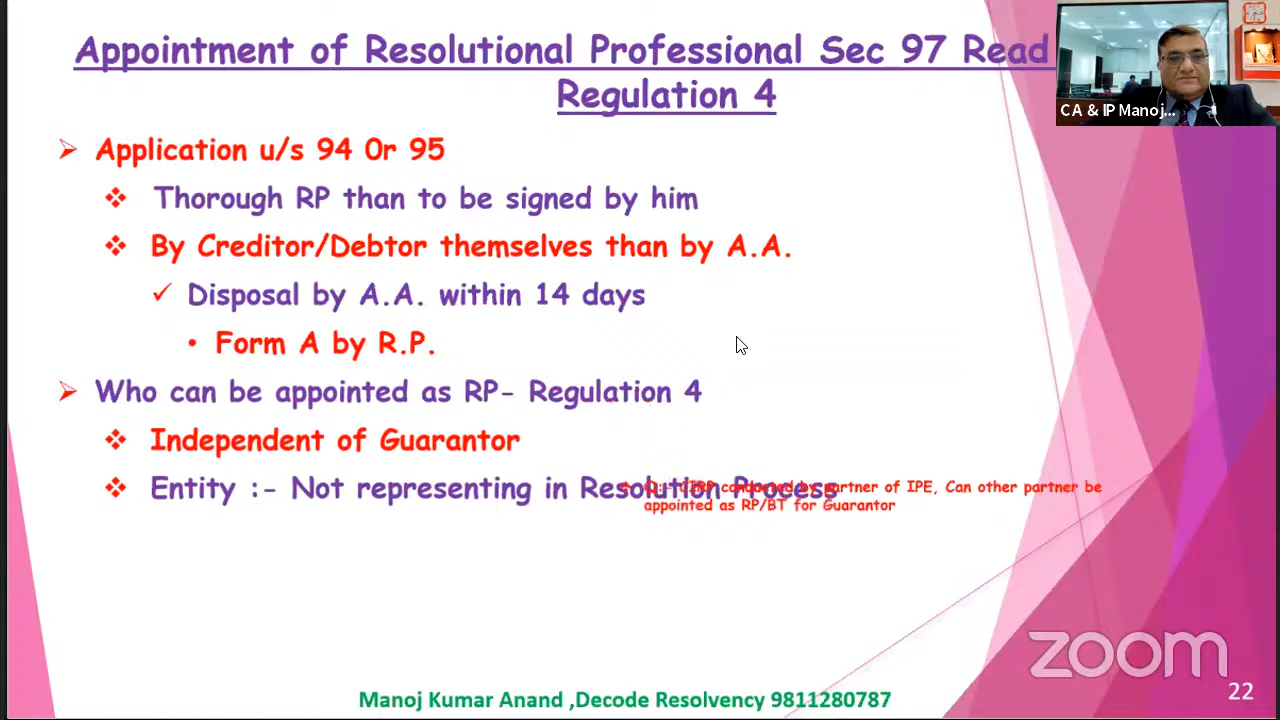 Appointment of Resolutional Professional Sec 97 Read
Regulation 4
CA & IP Manoj...
Application u/s 94 Or 95
Thorough RP than to be signed by him
By Creditor/Debtor themselves than by A.A.
Disposal by A.A. within 14 days
Form A by R.P.
Who can be appointed as RP- Regulation 4
Independent of Guarantor
Entity :- Not representing in Resolution Process
Q:- CIRP conducted by partner of IPE, Can other partner be
appointed as RP/BT for Guarantor
zoom
Manoj Kumar Anand ,Decode Resolvency 9811280787
22